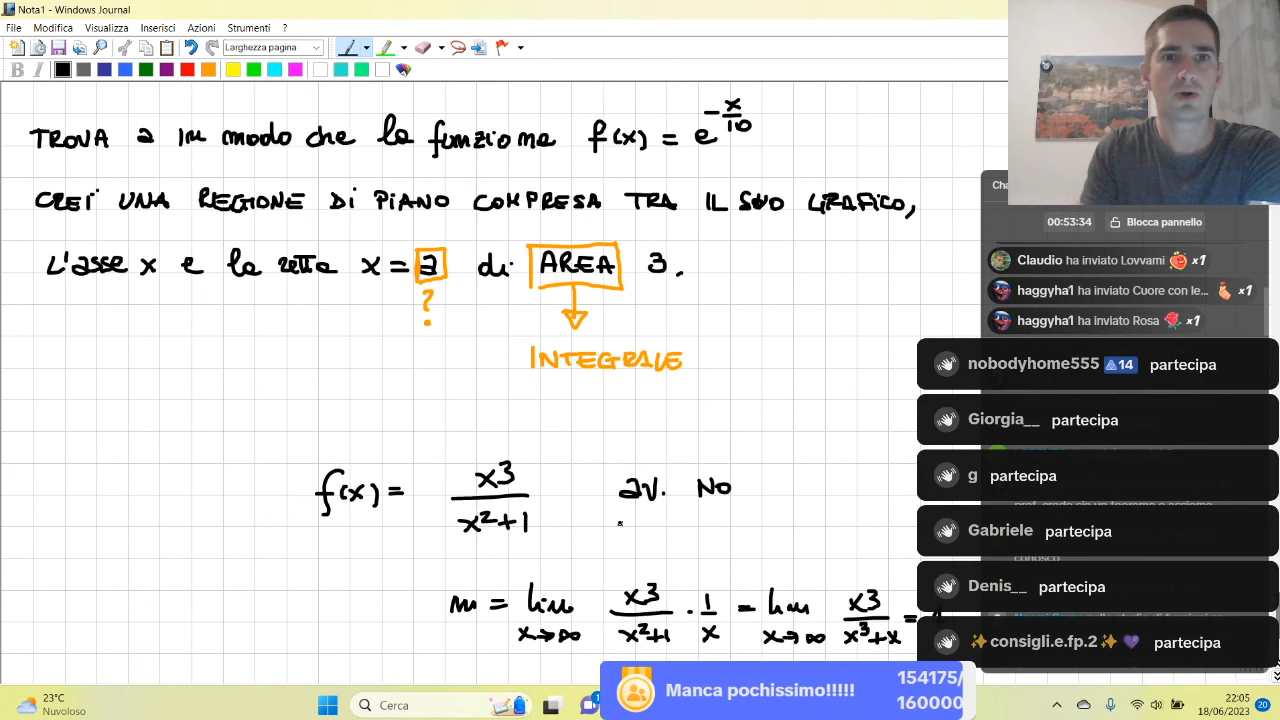 Nota1 - Windows Journal
File Modifica Visualizza Inserisci Azioni Strumenti ?
Larghezza pagina
B I
TROVA a in modo che la funzione f(x) = e^(-x/10)
CREI UNA REGIONE DI PIANO COMPRESA TRA IL SUO GRAFICO,
L'asse x e la retta x = a di AREA 3.
?
INTEGRALE
f(x) = x3 / x²+1 av. NO
m = lim x→∞ x3 / x²+1 · 1/x = lim x→∞ x3 / x³+x =
00:53:34 Blocca pannello
Claudio ha inviato Lovvami ×1
haggyha1 ha inviato Cuore con le... ×1
haggyha1 ha inviato Rosa ×1
nobodyhome555 14 partecipa
Giorgia__ partecipa
g partecipa
Gabriele partecipa
conosco
Denis__ partecipa
✨consigli.e.fp.2✨💜 partecipa
Manca pochissimo!!!!! 154175/
160000
23°C
Nuvoloso
Cerca
22:05
18/06/2023
20